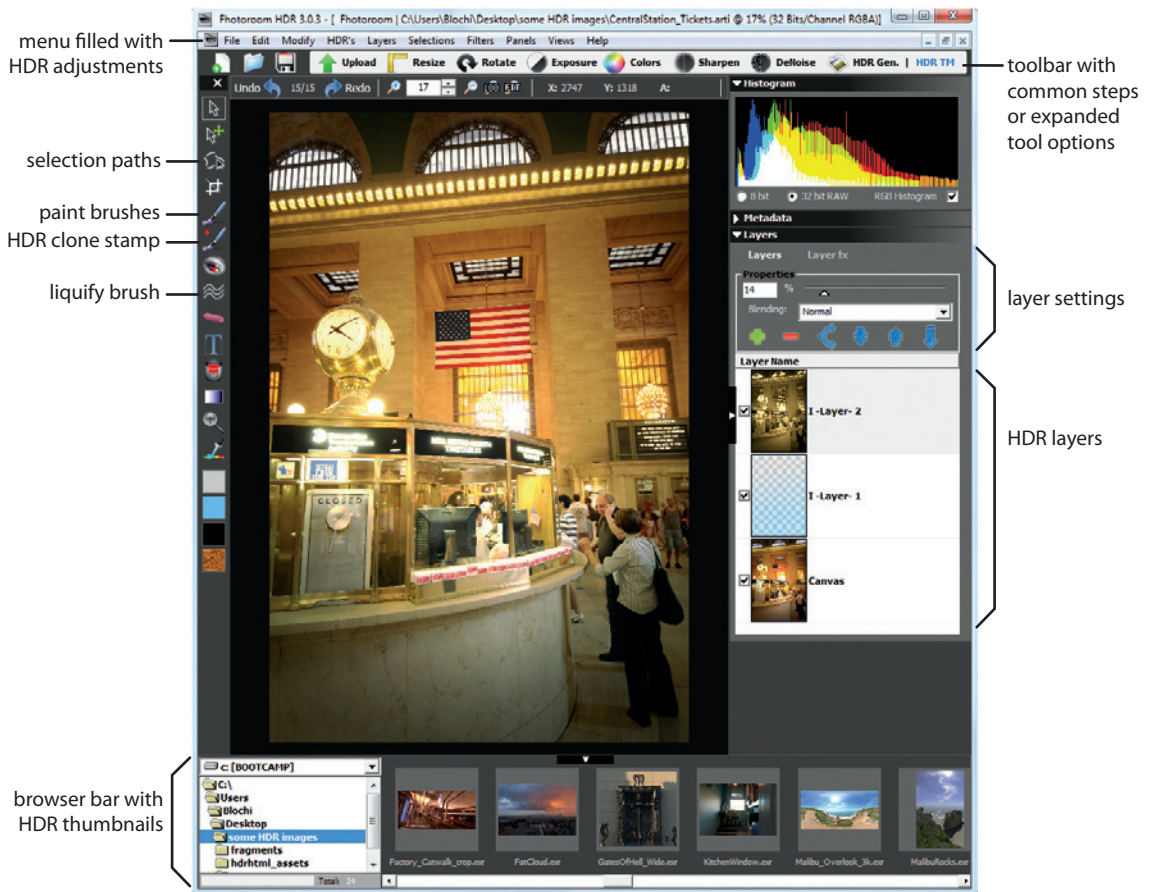 Fhotoroom HDR 3.0.3 - [ Fhotoroom | C:\Users\Blochi\Desktop\some HDR images\CentralStation_Tickets.arti @ 17% (32 Bits/Channel RGBA)]
menu filled with
HDR adjustments
File Edit Modify HDR's Layers Selections Filters Panels Views Help
Upload Resize Rotate Exposure Colors Sharpen DeNoise HDR Gen. | HDR TM
toolbar with
common steps
or expanded
tool options
Undo 15/15 Redo 17 X: 2747 Y: 1318 A:
Histogram
8 bit 32 bit RAW RGB Histogram
selection paths
paint brushes
HDR clone stamp
liquify brush
Metadata
Layers
Layers Layer fx
Properties
14 %
Blending: Normal
layer settings
Layer Name
I -Layer- 2
I -Layer- 1
Canvas
HDR layers
CLOSED
T
browser bar with
HDR thumbnails
c: [BOOTCAMP]
C:\
Users
Blochi
Desktop
some HDR images
fragments
hdrhtml_assets
Total: 24
Factory_Catwalk_crop.exr FatCloud.exr GatesOfHell_Wide.exr KitchenWindow.exr Malibu_Overlook_3k.exr MalibuRocks.exr